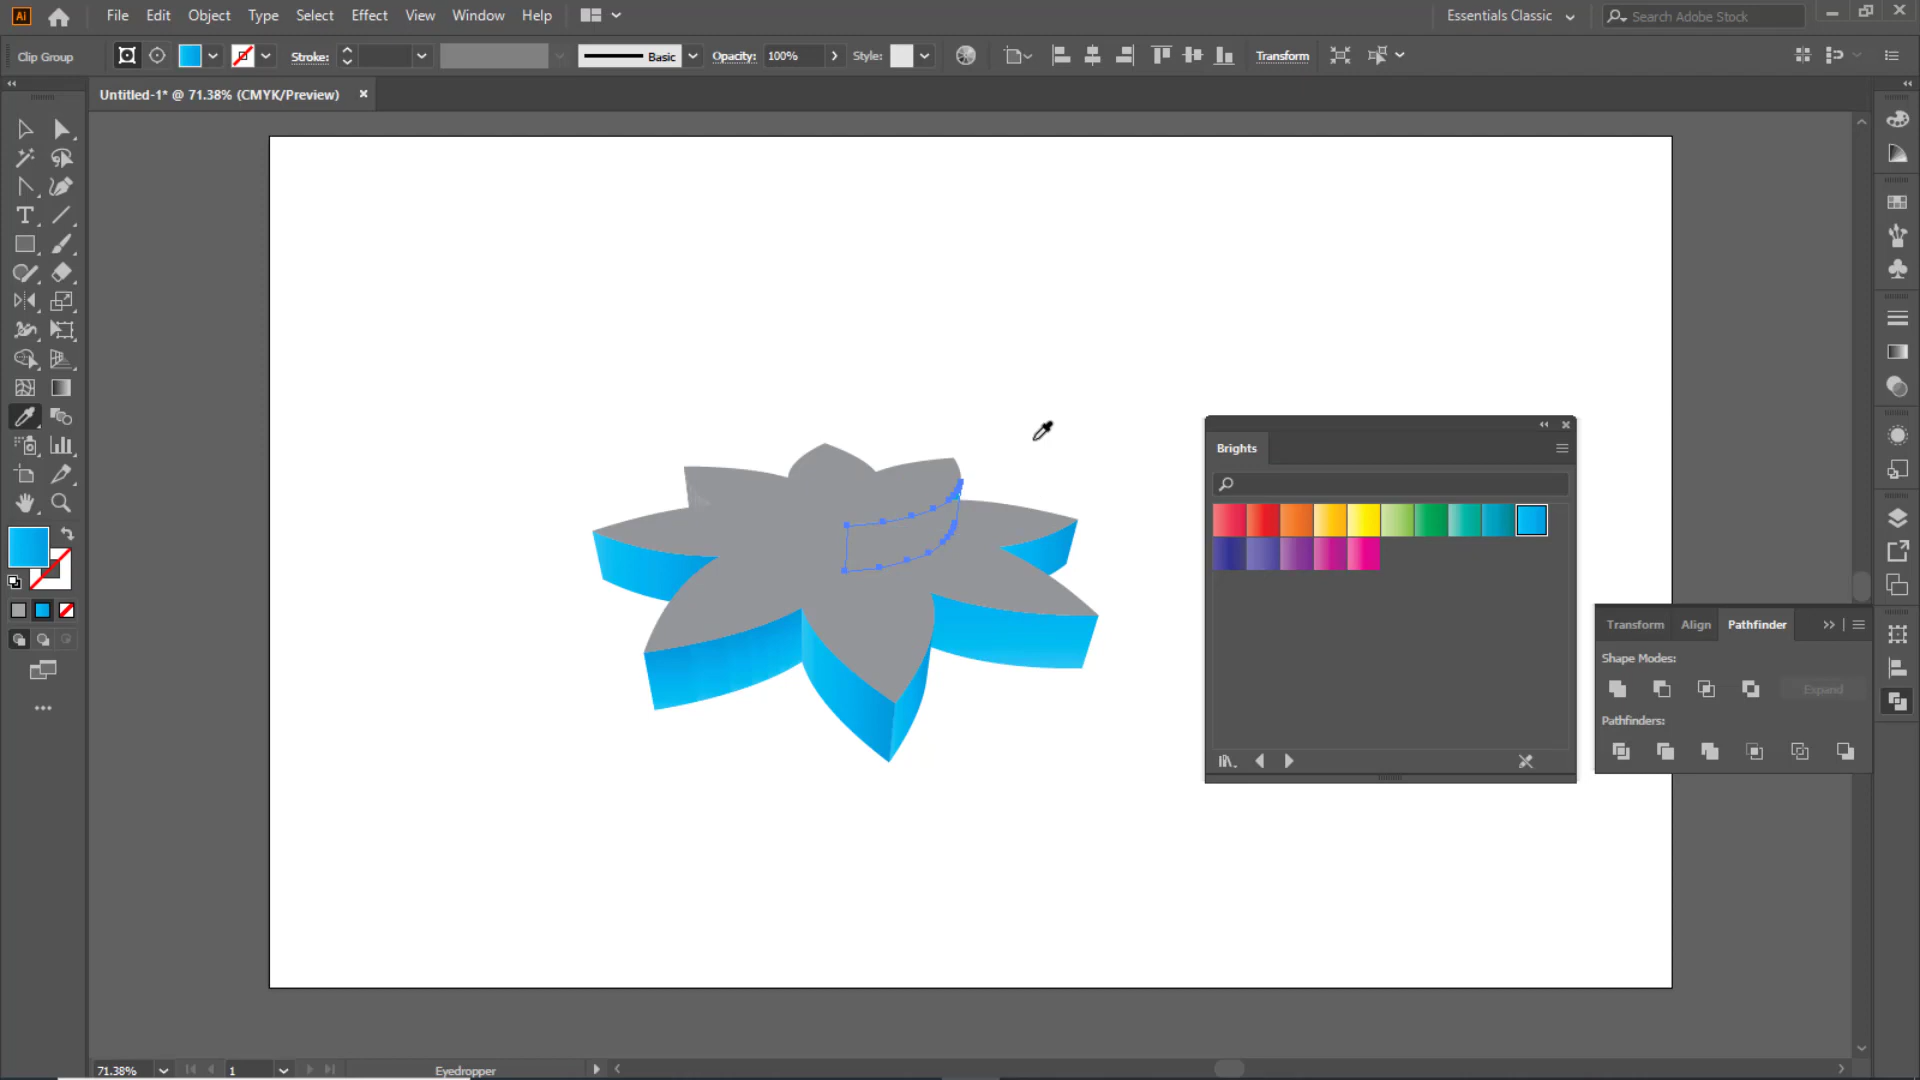 Ai File Edit Object Type Select Effect View Window Help Essentials Classic Search Adobe Stock
Clip Group Stroke: Basic Opacity: 100% Style: Transform
Untitled-1* @ 71.38% (CMYK/Preview) ×
Brights
Transform Align Pathfinder
Shape Modes:
Expand
Pathfinders:
71.38% 1 Eyedropper